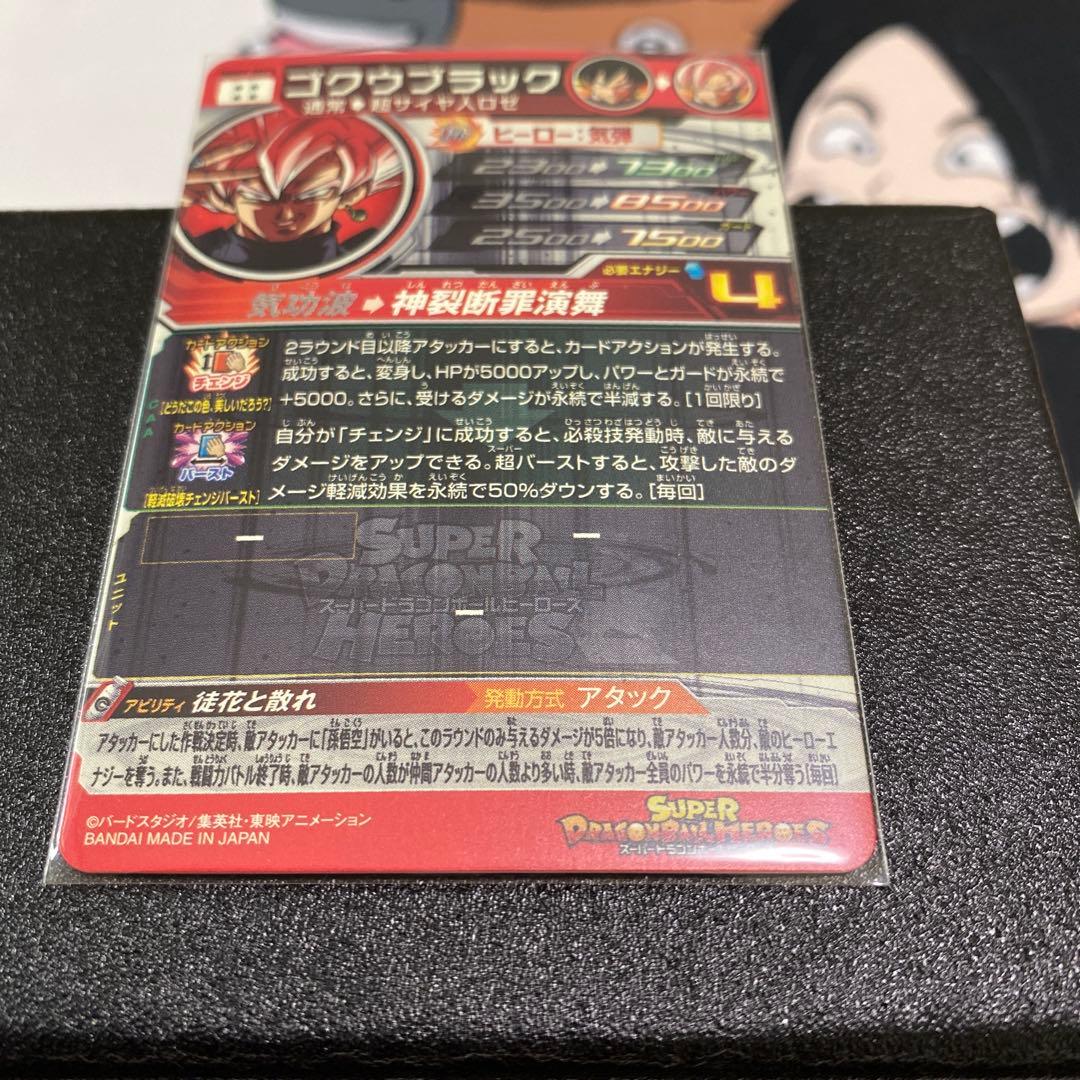 ゴクウブラック
通常➡超サイヤ人ロゼ
ヒーロー:気弾
2300➡7300
3500➡8500
2500➡7500 ガード
必要エナジー 4
気功波➡神裂断罪演舞
カードアクション
チェンジ
[どうだこの色、美しいだろう?]
2ラウンド目以降アタッカーにすると、カードアクションが発生する。
成功すると、変身し、HPが5000アップし、パワーとガードが永続で
+5000。さらに、受けるダメージが永続で半減する。[1回限り]
CAA
カードアクション
バースト
[軽減破壊チェンジバースト]
自分が「チェンジ」に成功すると、必殺技発動時、敵に与える
ダメージをアップできる。超バーストすると、攻撃した敵のダ
メージ軽減効果を永続で50%ダウンする。[毎回]
ユニット
ー
ー
ー
SUPER
DRAGONBALL
スーパードラゴンボールヒーローズ
HEROES
アビリティ 徒花と散れ
発動方式 アタック
アタッカーにした作戦決定時、敵アタッカーに「孫悟空」がいると、このラウンドのみ与えるダメージが5倍になり、敵アタッカー人数分、敵のヒーローエ
ナジーを奪う。また、戦闘力バトル終了時、敵アタッカーの人数が仲間アタッカーの人数より多い時、敵アタッカー全員のパワーを永続で半分奪う[毎回]
©バードスタジオ/集英社・東映アニメーション
BANDAI MADE IN JAPAN
SUPER
DRAGONBALL HEROES